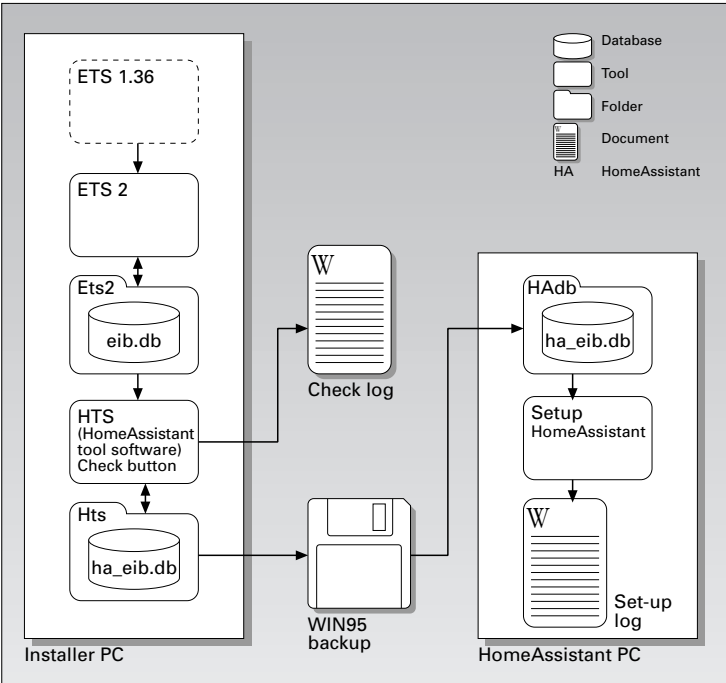 ETS 1.36
ETS 2
Ets2
eib.db
HTS
(HomeAssistant
tool software)
Check button
Hts
ha_eib.db
Installer PC
W
Check log
WIN95
backup
Database
Tool
Folder
W
Document
HA HomeAssistant
HAdb
ha_eib.db
Setup
HomeAssistant
W
Set-up
log
HomeAssistant PC